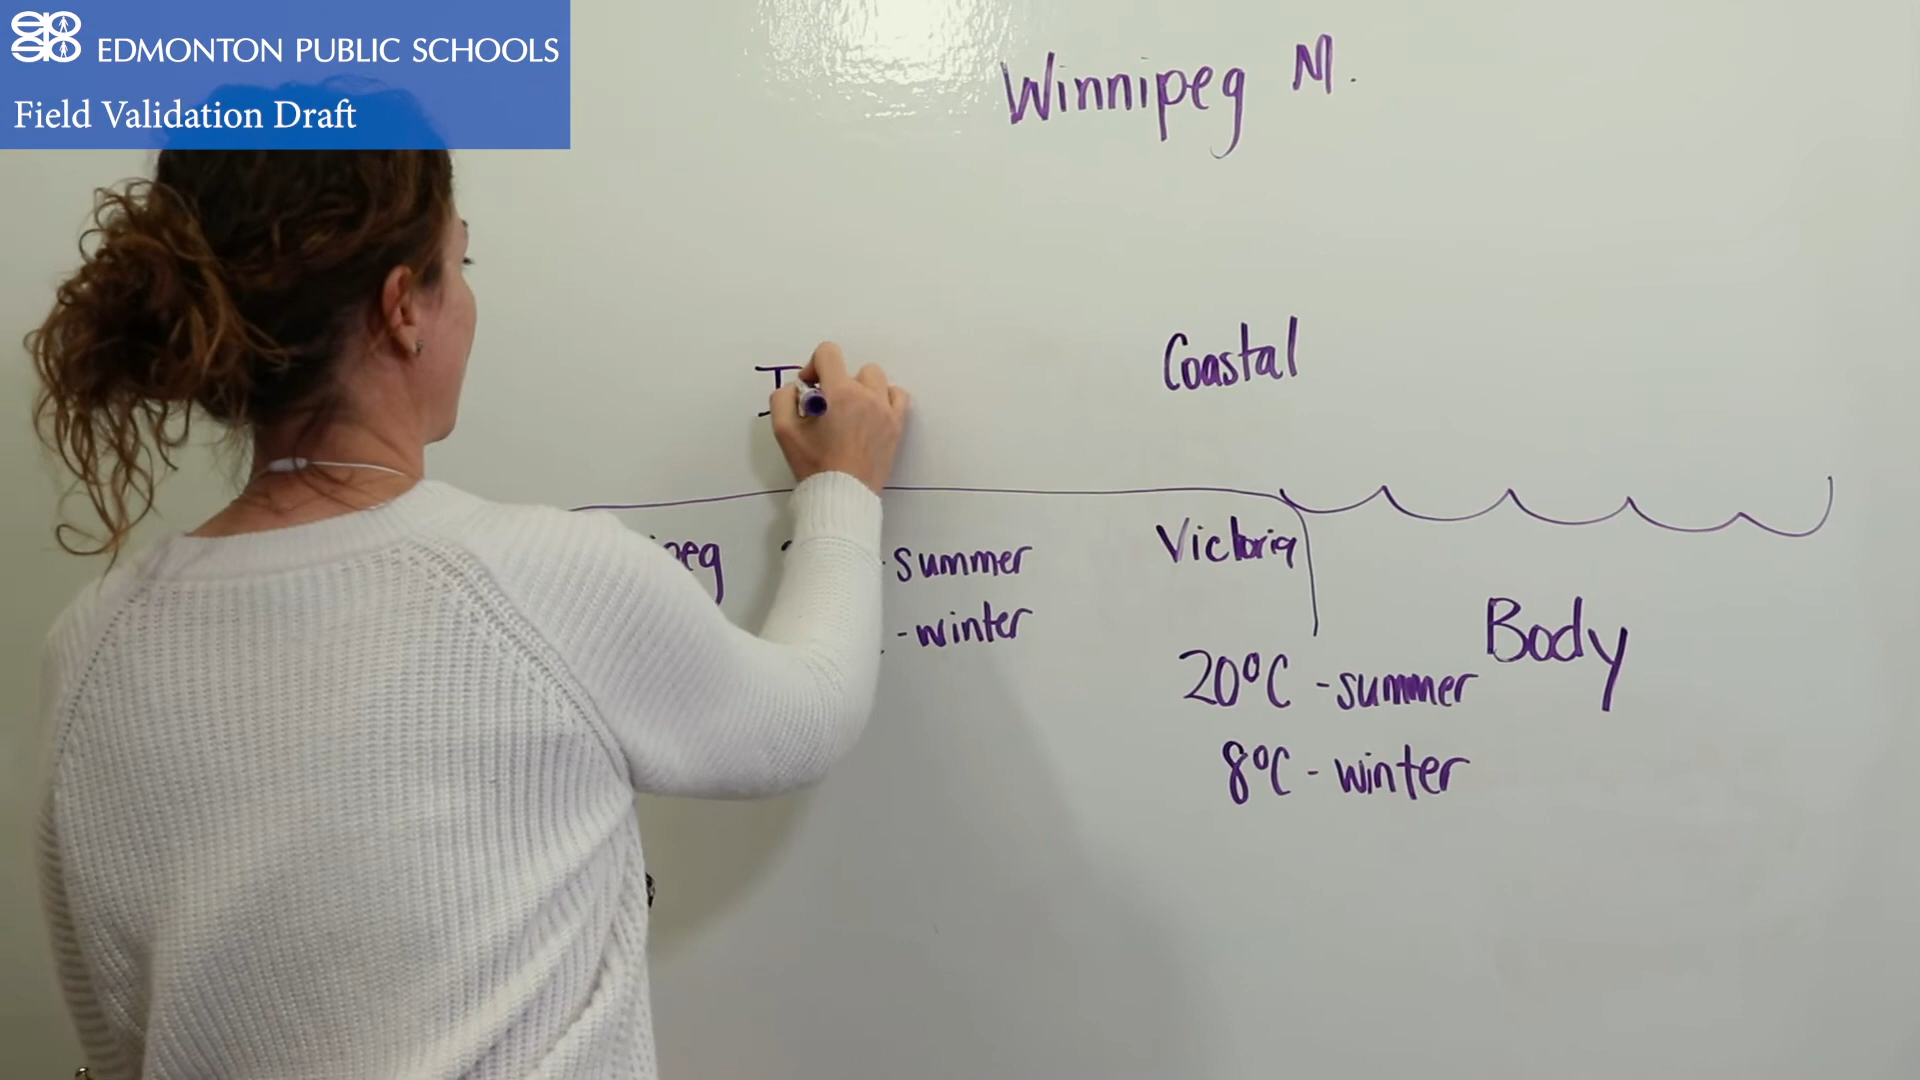 EDMONTON PUBLIC SCHOOLS
Field Validation Draft
Winnipeg M.
Coastal
summer
- winter
Victoria
Body
20°C - summer
8°C - winter